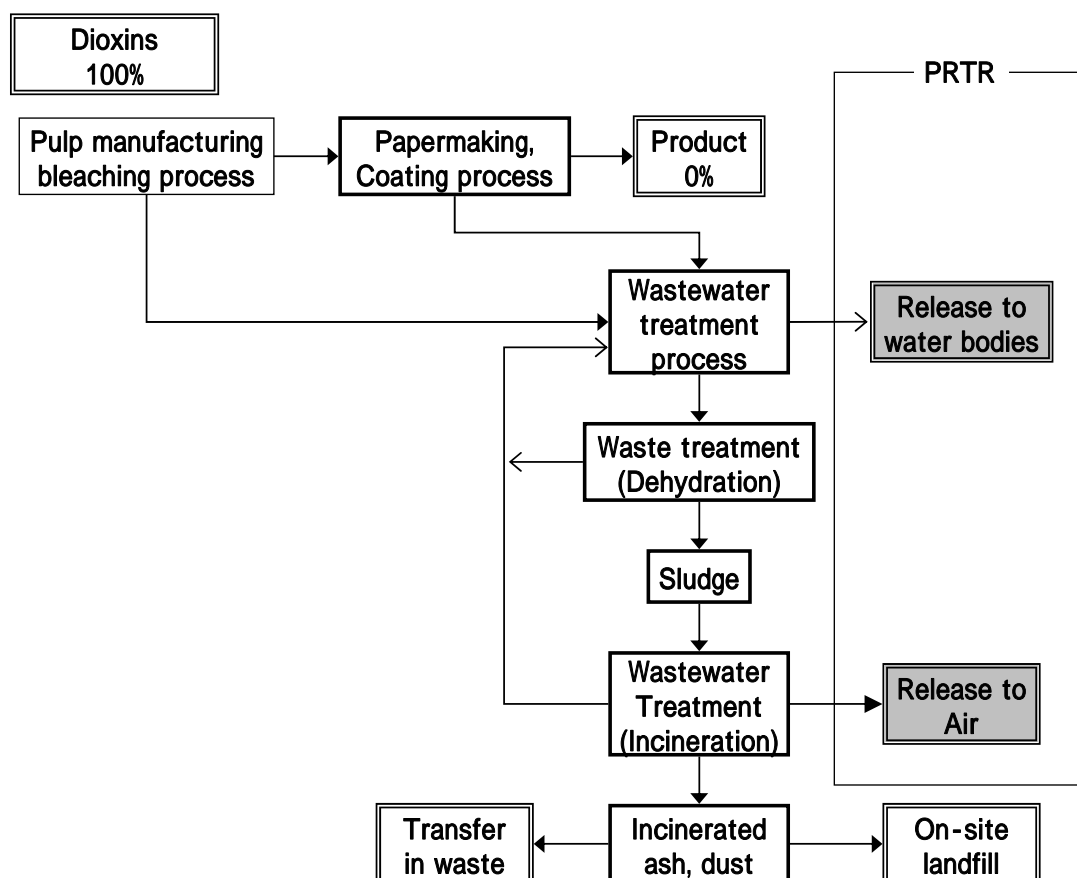 Dioxins
100%
PRTR
Pulp manufacturing
bleaching process
Papermaking,
Coating process
Product
0%
Wastewater
treatment
process
Release to
water bodies
Waste treatment
(Dehydration)
Sludge
Wastewater
Treatment
(Incineration)
Release to
Air
Transfer
in waste
Incinerated
ash, dust
On-site
landfill